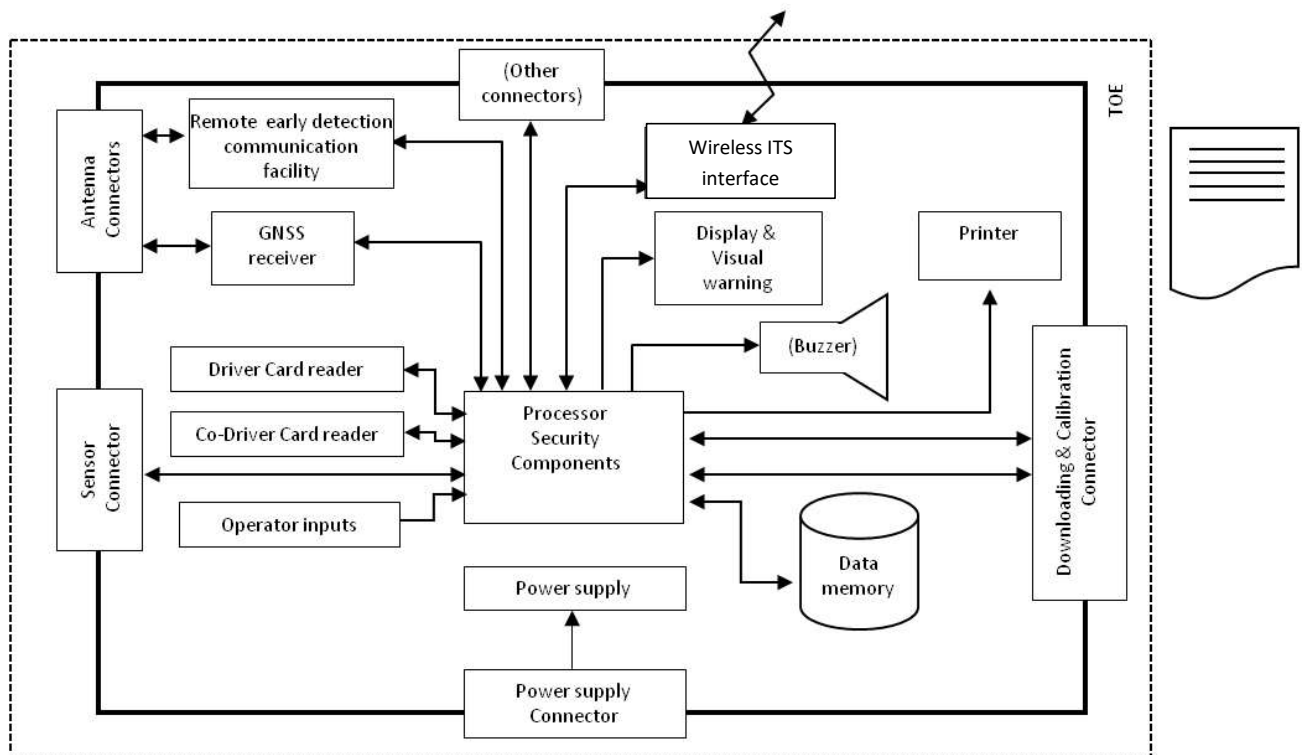 (Other
connectors)
TOE
Antenna
Connectors
Remote early detection
communication
facility
Wireless ITS
interface
GNSS
receiver
Display &
Visual
warning
Printer
(Buzzer)
Driver Card reader
Co-Driver Card reader
Sensor
Connector
Operator inputs
Processor
Security
Components
Downloading & Calibration
Connector
Data
memory
Power supply
Power supply
Connector